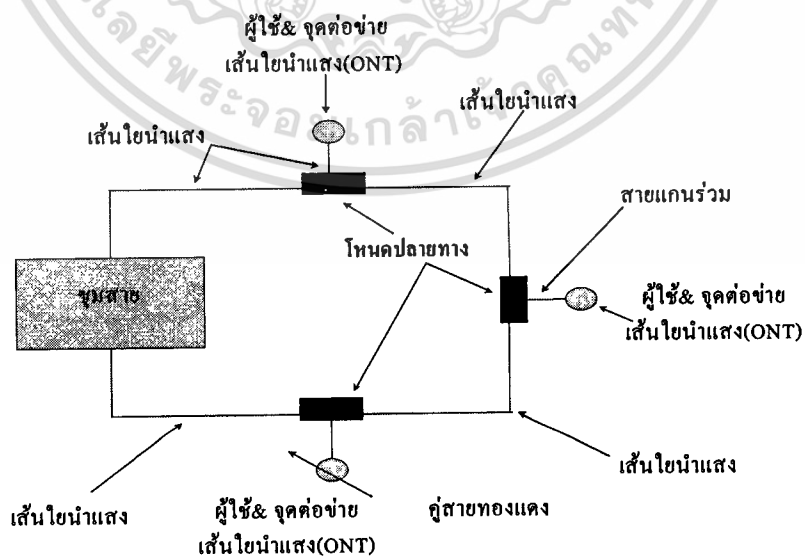 ผู้ใช้& จุดต่อข่าย
เส้นใยนำแสง(ONT)
เส้นใยนำแสง
เส้นใยนำแสง
สายแกนร่วม
โหนดปลายทาง
ชุมสาย
ผู้ใช้& จุดต่อข่าย
เส้นใยนำแสง(ONT)
เส้นใยนำแสง
เส้นใยนำแสง
ผู้ใช้& จุดต่อข่าย
เส้นใยนำแสง(ONT)
คู่สายทองแดง